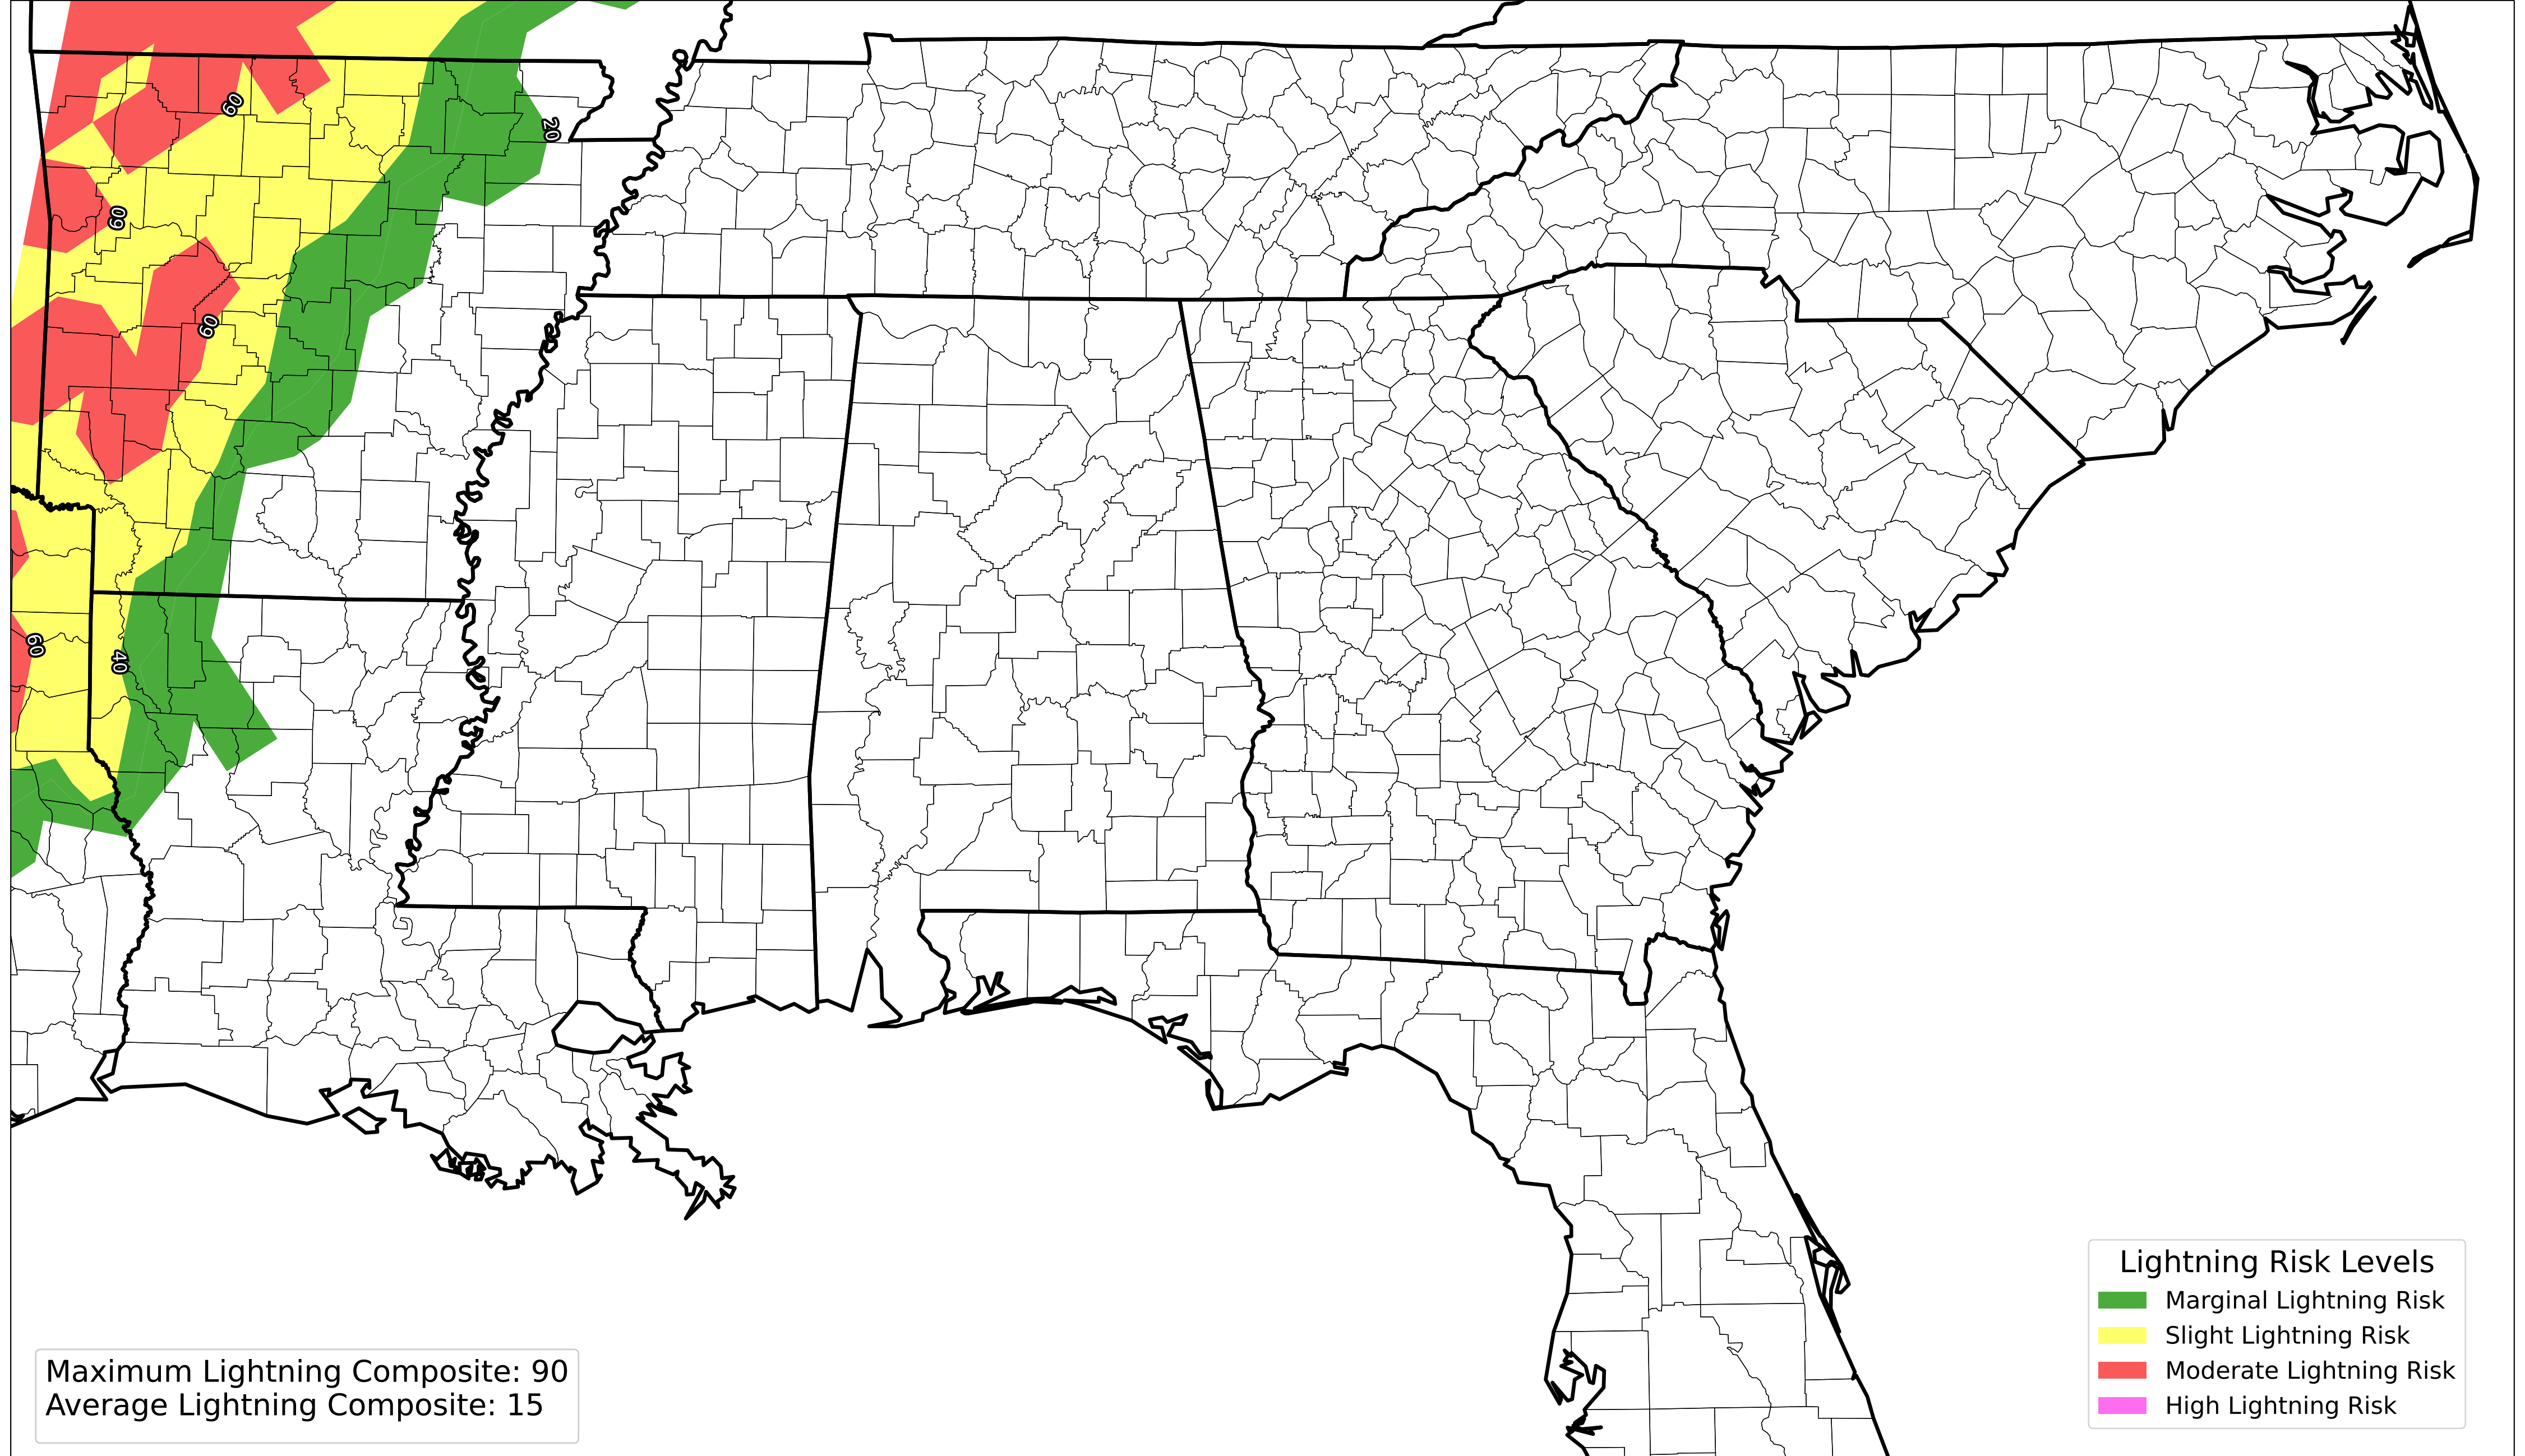 60
20
60
60
60
40
Lightning Risk Levels
Marginal Lightning Risk
Slight Lightning Risk
Moderate Lightning Risk
High Lightning Risk
Maximum Lightning Composite: 90
Average Lightning Composite: 15